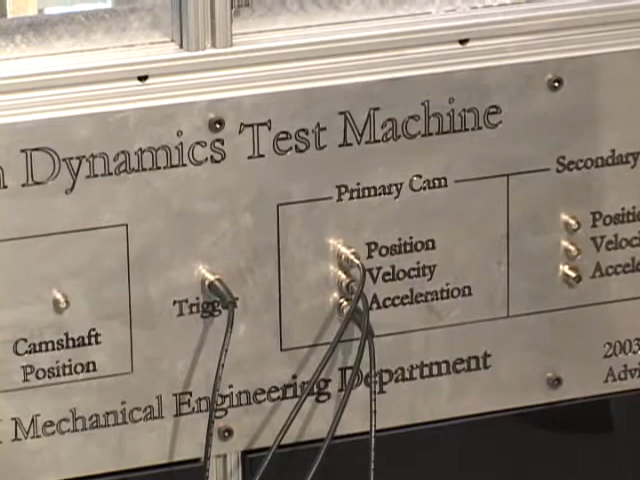 Dynamics Test Machine
Primary Cam
Secondary
Position
Velocity
Acceleration
Trigger
Camshaft
Position
Mechanical Engineering Department
2003